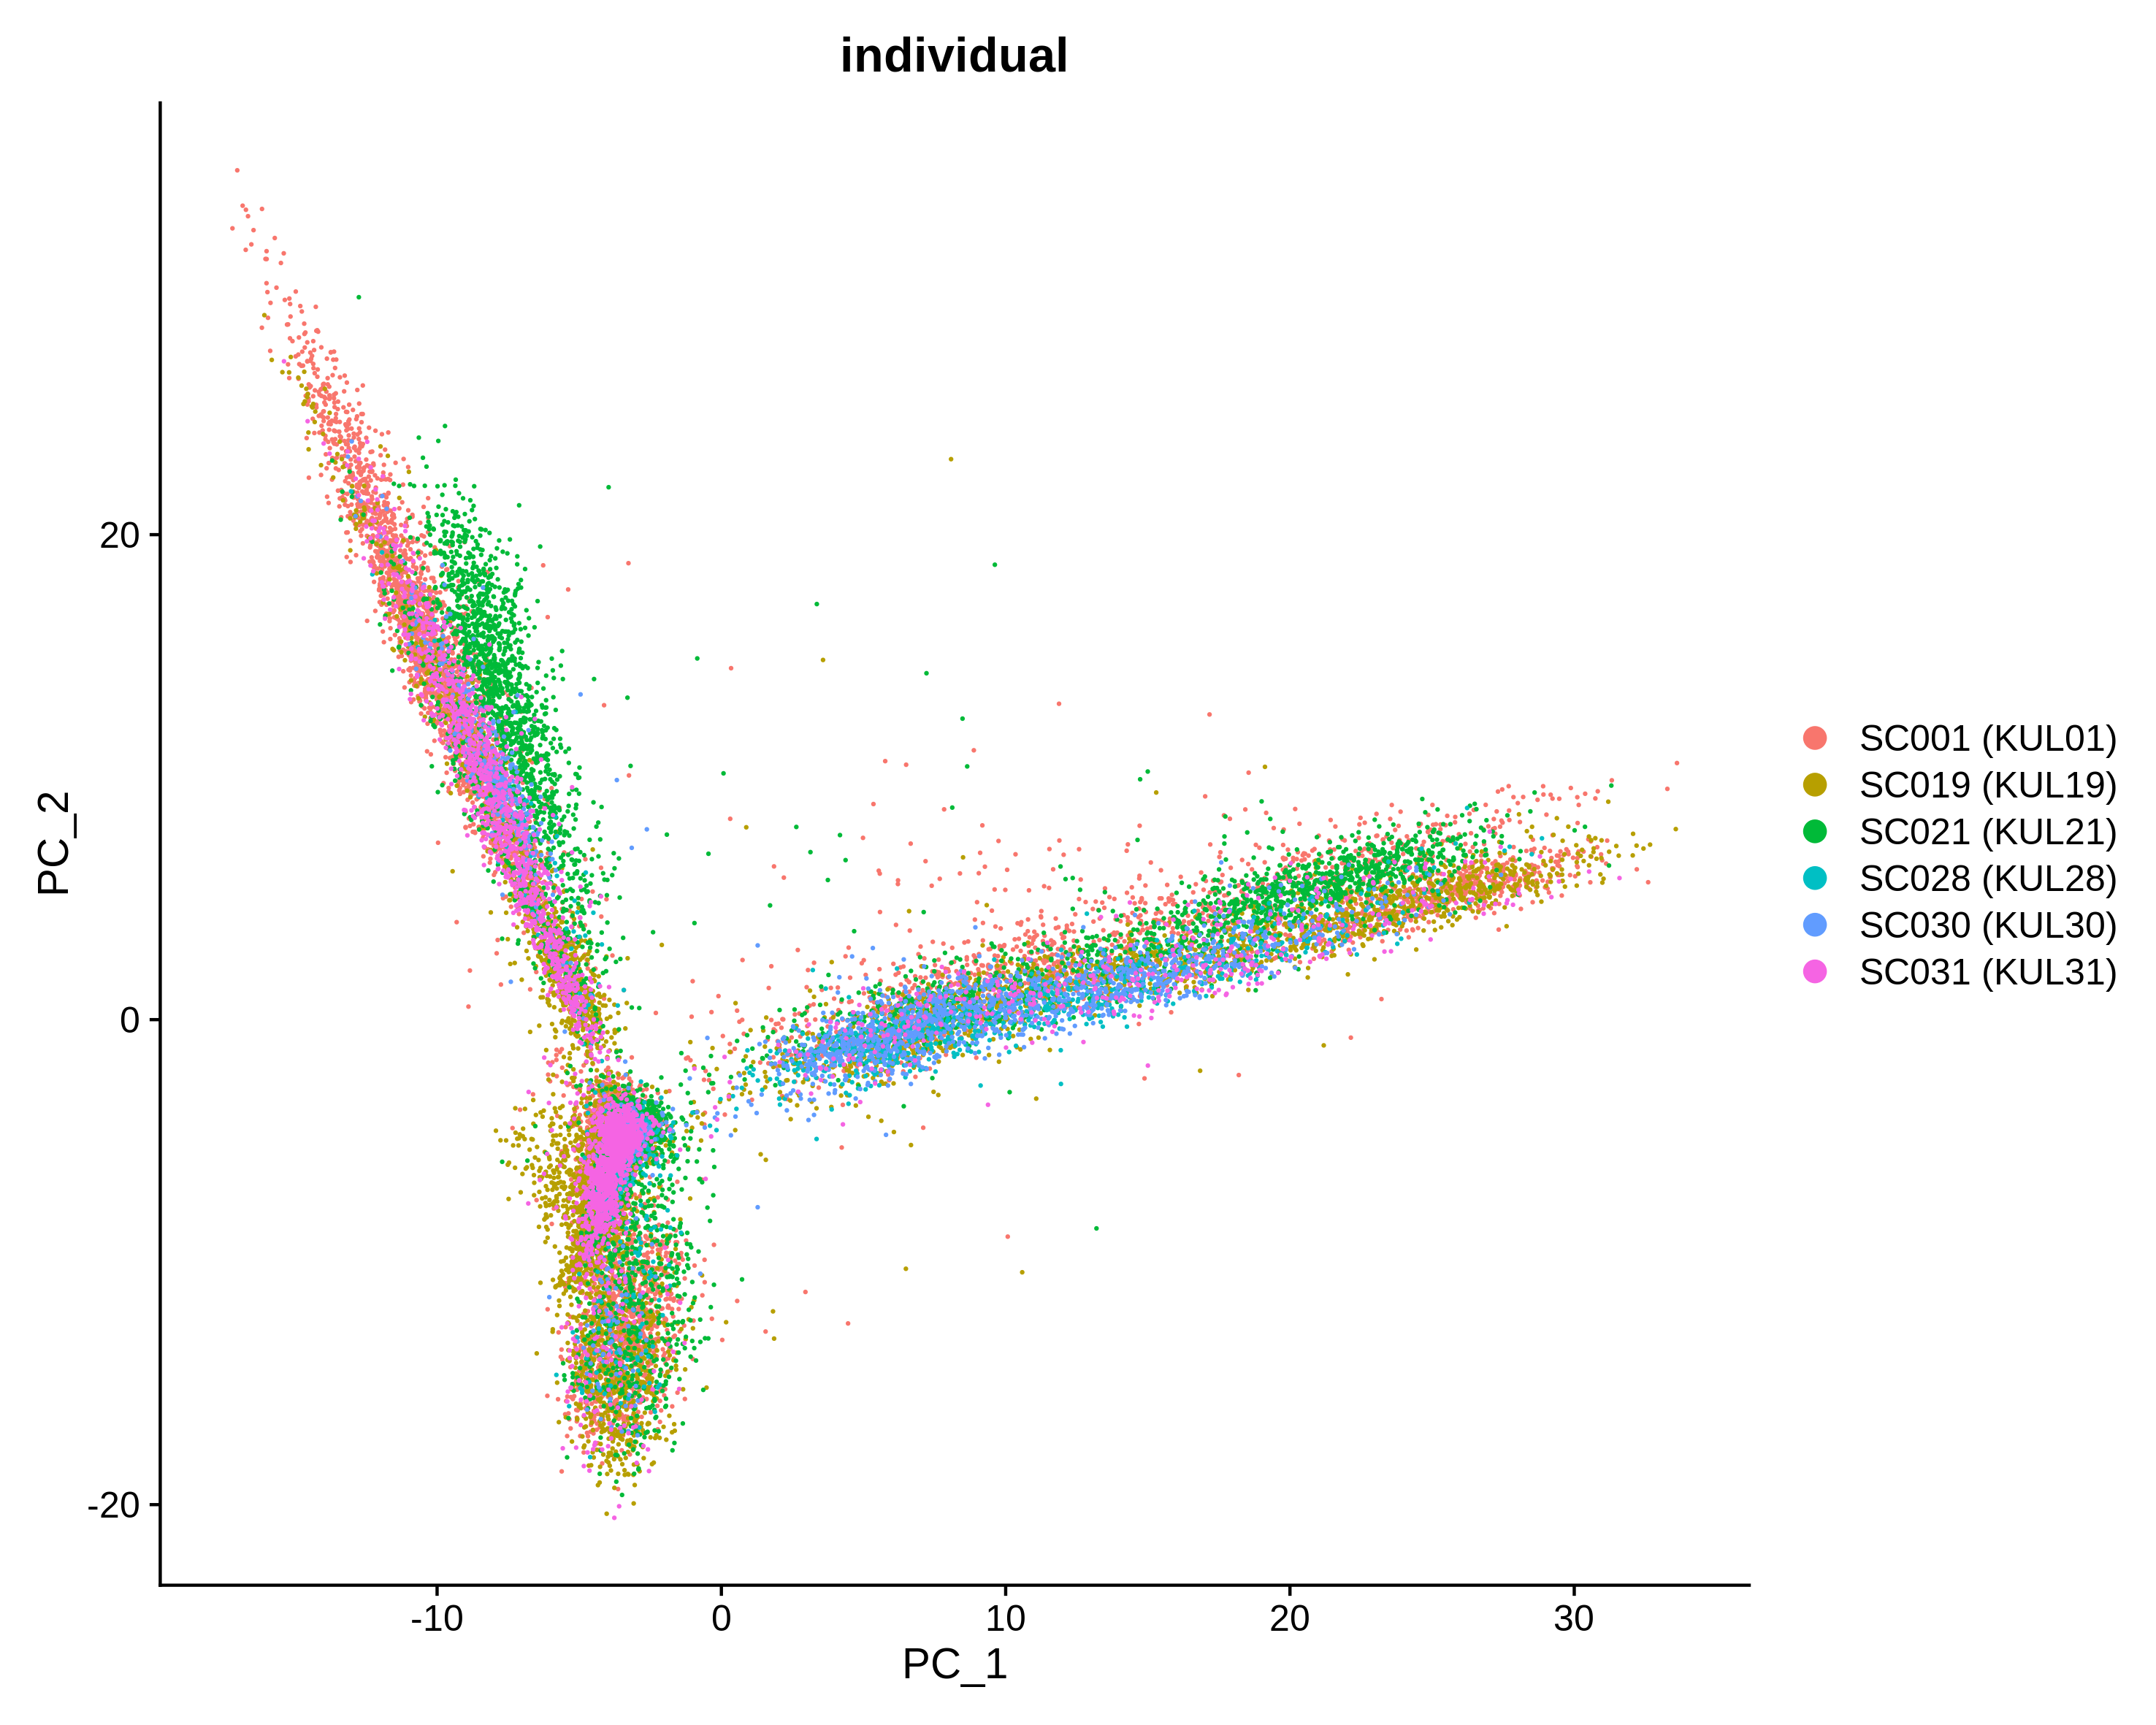 individual
PC_2
20
0
-20
-10
0
10
20
30
PC_1
SC001 (KUL01)
SC019 (KUL19)
SC021 (KUL21)
SC028 (KUL28)
SC030 (KUL30)
SC031 (KUL31)